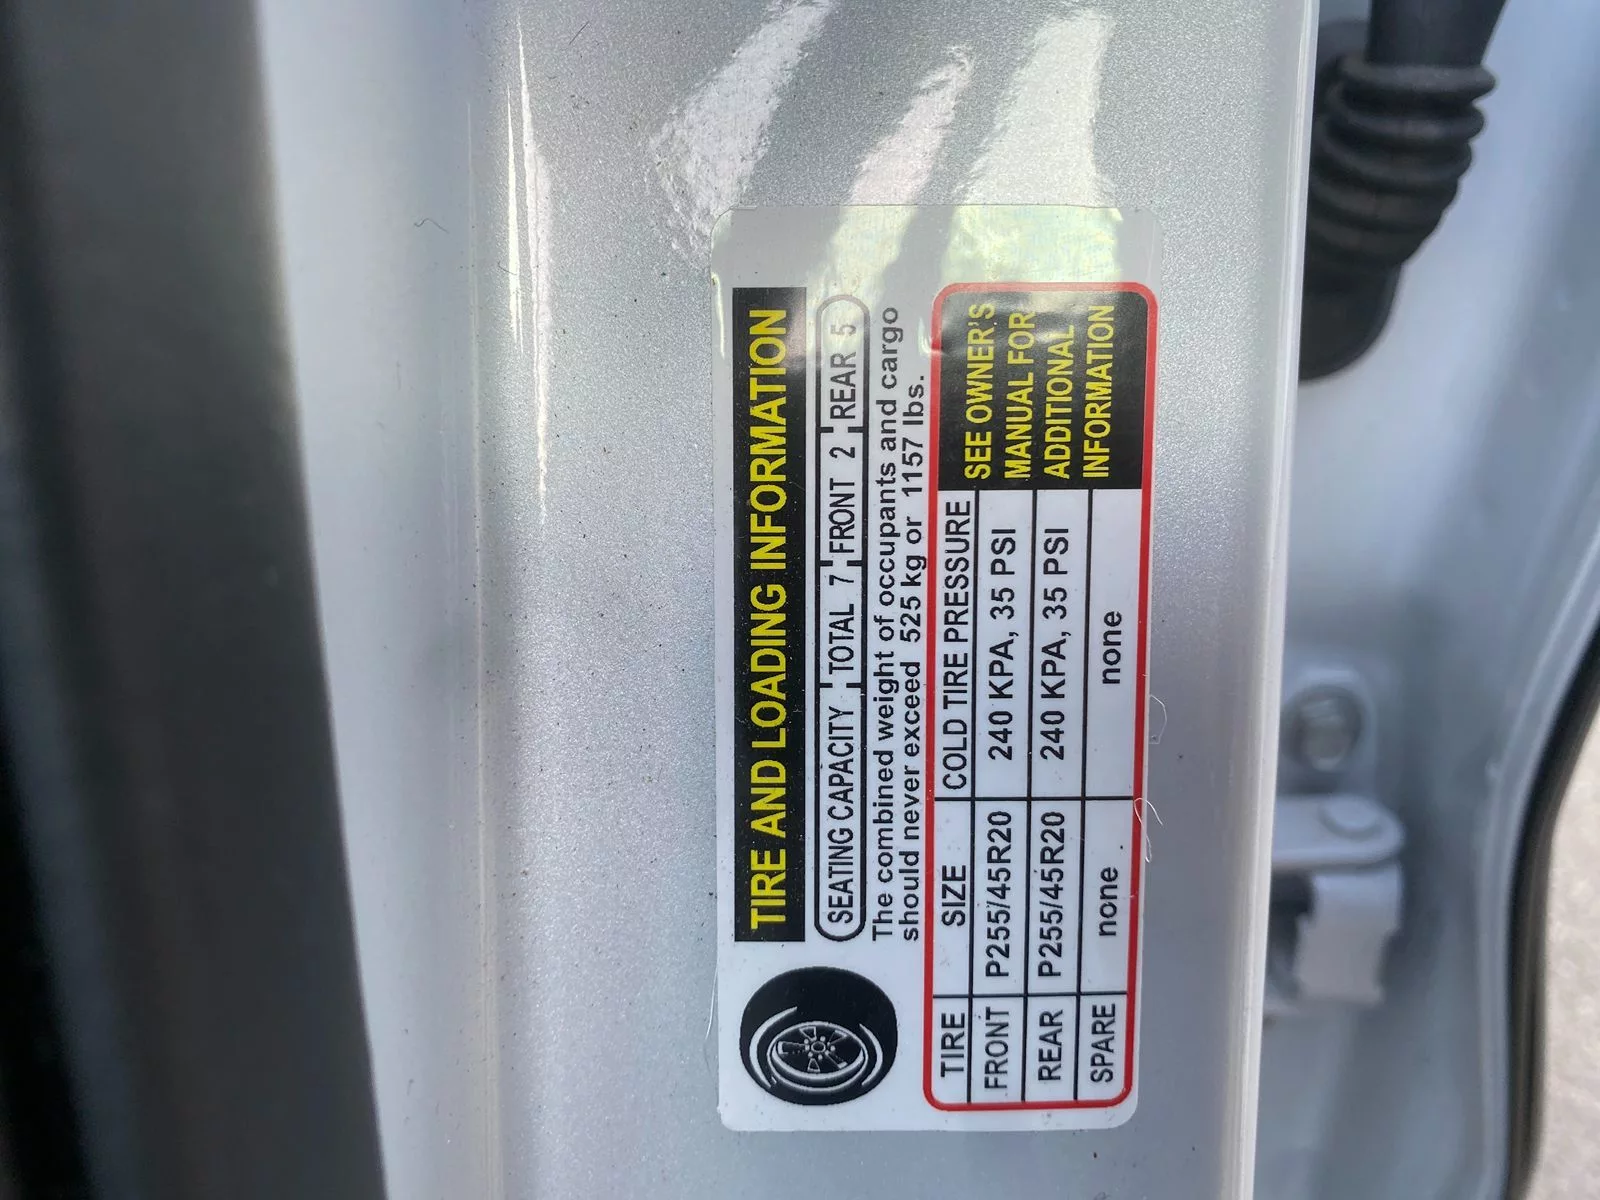 TIRE AND LOADING INFORMATION
SEATING CAPACITY TOTAL 7 FRONT 2 REAR 5
The combined weight of occupants and cargo
should never exceed 525 kg or 1157 lbs.
TIRE SIZE COLD TIRE PRESSURE
FRONT P255/45R20 240 KPA, 35 PSI
REAR P255/45R20 240 KPA, 35 PSI
SPARE none none
SEE OWNER'S
MANUAL FOR
ADDITIONAL
INFORMATION